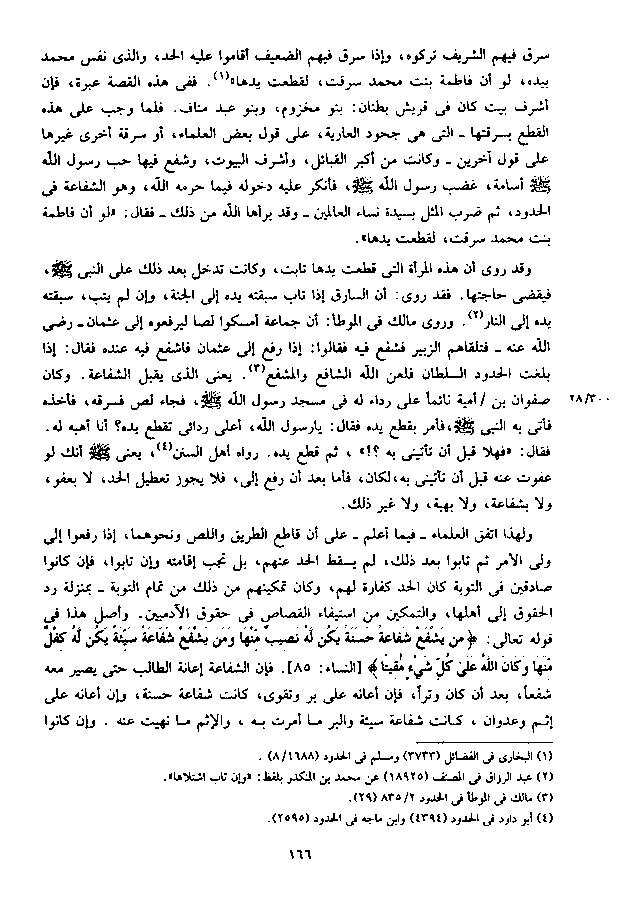 سرق فيهم الشريف تركوه، وإذا سرق فيهم الضعيف أقاموا عليه الحد، والذى نفس محمد
بيده، لو أن فاطمة بنت محمد سرقت، لقطعت يدها»(١). ففى هذه القصة عبرة، فإن
أشرف بيت كان فى قريش بطنان: بنو مخزوم، وبنو عبد مناف. فلما وجب على هذه
القطع بسرقتها ـ التى هى جحود العارية، على قول بعض العلماء، أو سرقة أخرى غيرها
على قول آخرين ـ وكانت من أكبر القبائل، وأشرف البيوت، وشفع فيها حب رسول الله
ﷺ أسامة، غضب رسول الله ﷺ، فأنكر عليه دخوله فيما حرمه الله، وهو الشفاعة فى
الحدود، ثم ضرب المثل بسيدة نساء العالمين ـ وقد برأها الله من ذلك ـ فقال: «لو أن فاطمة
بنت محمد سرقت، لقطعت يدها».
وقد روى أن هذه المرأة التى قطعت يدها تابت، وكانت تدخل بعد ذلك على النبى ﷺ،
فيقضى حاجتها. فقد روى: أن السارق إذا تاب سبقته يده إلى الجنة، وإن لم يتب، سبقته
يده إلى النار(٢). وروى مالك فى الموطأ: أن جماعة أمسكوا لصا ليرفعوه إلى عثمان ـ رضى
الله عنه ـ فتلقاهم الزبير فشفع فيه فقالوا: إذا رفع إلى عثمان فاشفع فيه عنده فقال: إذا
بلغت الحدود السلطان فلعن الله الشافع والمشفع(٣). يعنى الذى يقبل الشفاعة. وكان
٢٨/٣٠٠ صفوان بن / أمية نائماً على رداء له فى مسجد رسول الله ﷺ، فجاء لص فسرقه، فأخذه
فأتى به النبى ﷺ، فأمر بقطع يده فقال: يارسول الله، أعلى ردائى تقطع يده؟ أنا أهبه له.
فقال: «فهلا قبل أن تأتينى به ؟!» ، ثم قطع يده. رواه أهل السنن(٤)، يعنى ﷺ أنك لو
عفوت عنه قبل أن تأتينى به ،لكان، فأما بعد أن رفع إلى، فلا يجوز تعطيل الحد، لا بعفو،
ولا بشفاعة، ولا بهبة، ولا غير ذلك.
ولهذا اتفق العلماء ـ فيما أعلم ـ على أن قاطع الطريق واللص ونحوهما، إذا رفعوا إلى
ولى الأمر ثم تابوا بعد ذلك، لم يسقط الحد عنهم، بل تجب إقامته وإن تابوا، فإن كانوا
صادقين فى التوبة كان الحد كفارة لهم، وكان تمكينهم من ذلك من تمام التوبة ـ بمنزلة رد
الحقوق إلى أهلها، والتمكين من استيفاء القصاص فى حقوق الآدميين. وأصل هذا فى
قوله تعالى: ﴿مَن يَشْفَعْ شَفَاعَةً حَسَنَةً يَكُن لَّهُ نَصِيبٌ مِّنْهَا وَمَن يَشْفَعْ شَفَاعَةً سَيِّئَةً يَكُن لَّهُ كِفْلٌ
مِّنْهَا وَكَانَ اللَّهُ عَلَىٰ كُلِّ شَيْءٍ مُّقِيتًا﴾ [النساء: ٨٥]. فإن الشفاعة إعانة الطالب حتى يصير معه
شفعاً، بعد أن كان وتراً، فإن أعانه على بر وتقوى، كانت شفاعة حسنة، وإن أعانه على
إثم وعدوان ، كانت شفاعة سيئة والبر ما أمرت به ، والإثم ما نهيت عنه . وإن كانوا
(١) البخارى فى الفضائل (٣٧٣٣) ومسلم فى الحدود (٨/١٦٨٨) .
(٢) عبد الرزاق فى المصنف (١٨٩٢٥) عن محمد بن المنكدر بلفظ: «وإن تاب اشتلاها».
(٣) مالك فى الموطأ فى الحدود ٨٣٥/٢ (٢٩).
(٤) أبو داود فى الحدود (٤٣٩٤) وابن ماجه فى الحدود (٢٥٩٥).
١٦٦